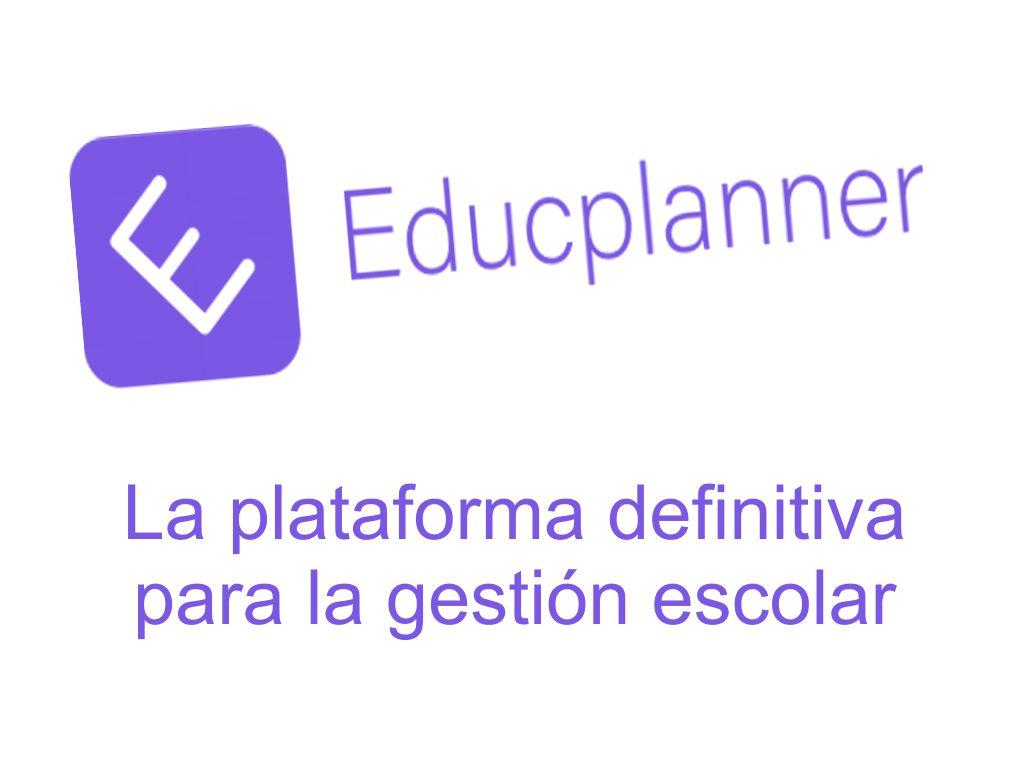 E
Educplanner
La plataforma definitiva
para la gestión escolar